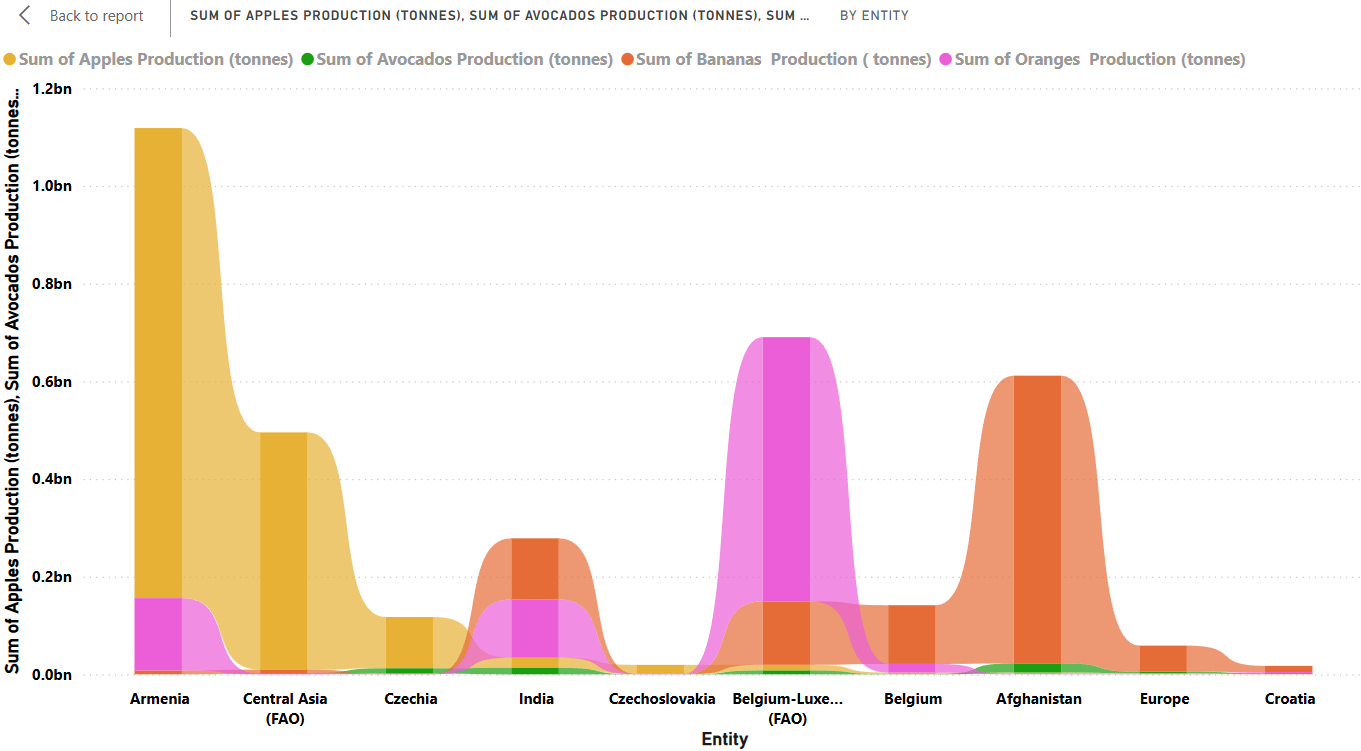 Back to report
SUM OF APPLES PRODUCTION (TONNES), SUM OF AVOCADOS PRODUCTION (TONNES), SUM ... BY ENTITY
Sum of Apples Production (tonnes) Sum of Avocados Production (tonnes) Sum of Bananas Production ( tonnes) Sum of Oranges Production (tonnes)
Sum of Apples Production (tonnes), Sum of Avocados Production (tonnes...
1.2bn
1.0bn
0.8bn
0.6bn
0.4bn
0.2bn
0.0bn
Armenia Central Asia Czechia India Czechoslovakia Belgium-Luxe... Belgium Afghanistan Europe Croatia
(FAO) (FAO)
Entity